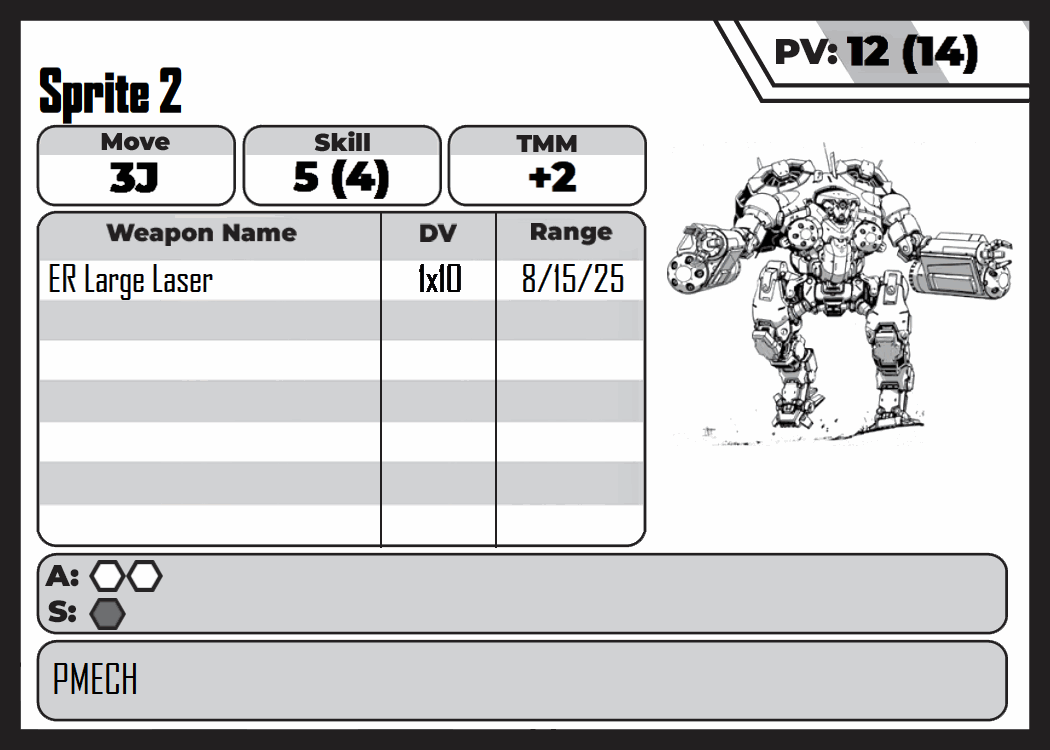 PV: 12 (14)
Sprite 2
Move Skill TMM
3J 5 (4) +2
Weapon Name DV Range
ER Large Laser 1x10 8/15/25
A:
S:
PMECH